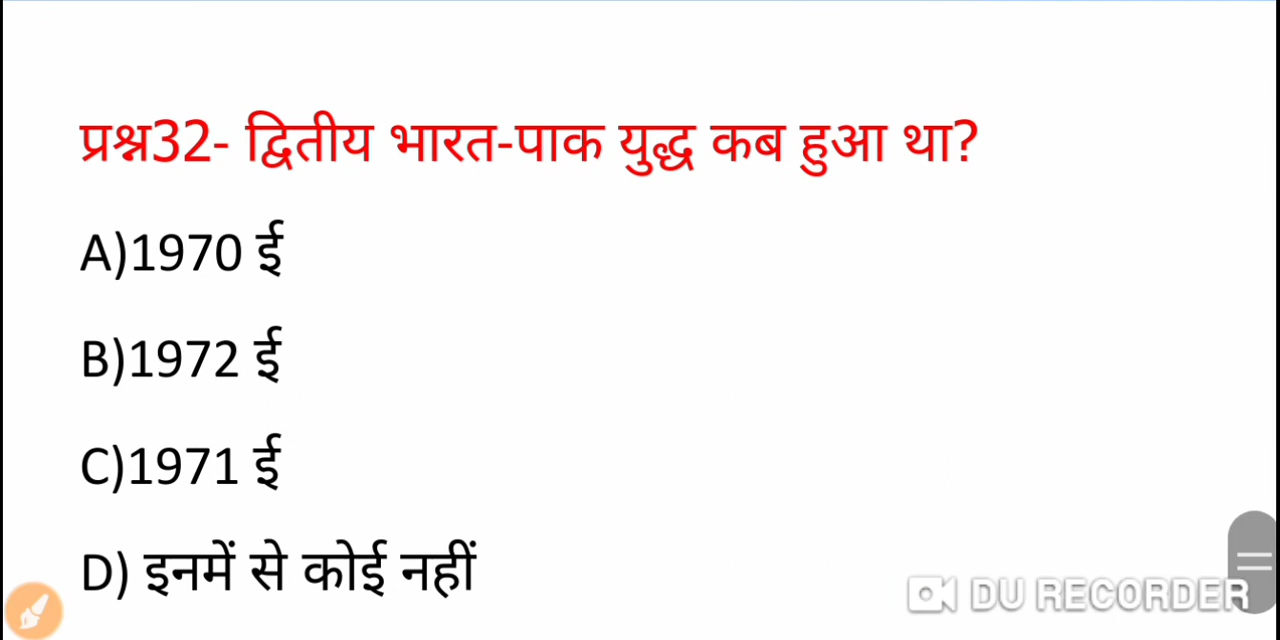 प्रश्न32- द्वितीय भारत-पाक युद्ध कब हुआ था?
A)1970 ई
B)1972 ई
C)1971 ई
D) इनमें से कोई नहीं
DU RECORDER